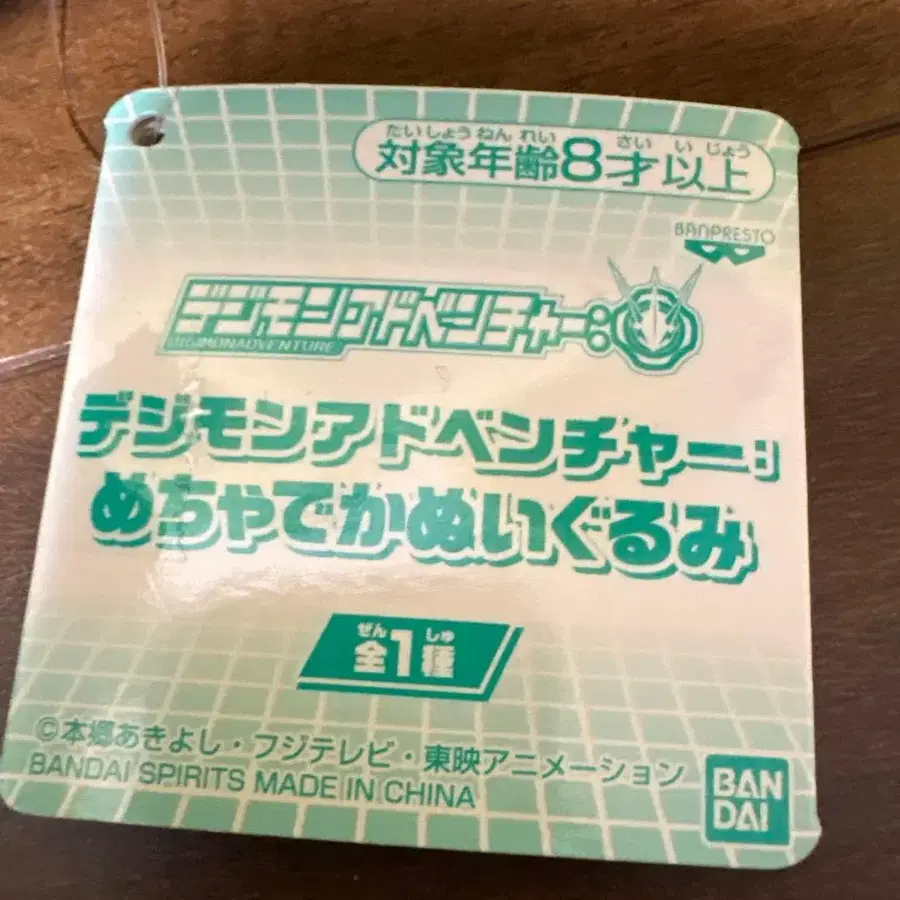 たいしょうねんれい さいいじょう
対象年齢8才以上
BANPRESTO
デジモンアドベンチャー:
DIGIMONADVENTURE
デジモンアドベンチャー:
めちゃでかぬいぐるみ
ぜん しゅ
全1種
©本郷あきよし・フジテレビ・東映アニメーション
BANDAI SPIRITS MADE IN CHINA
BAN
DAI